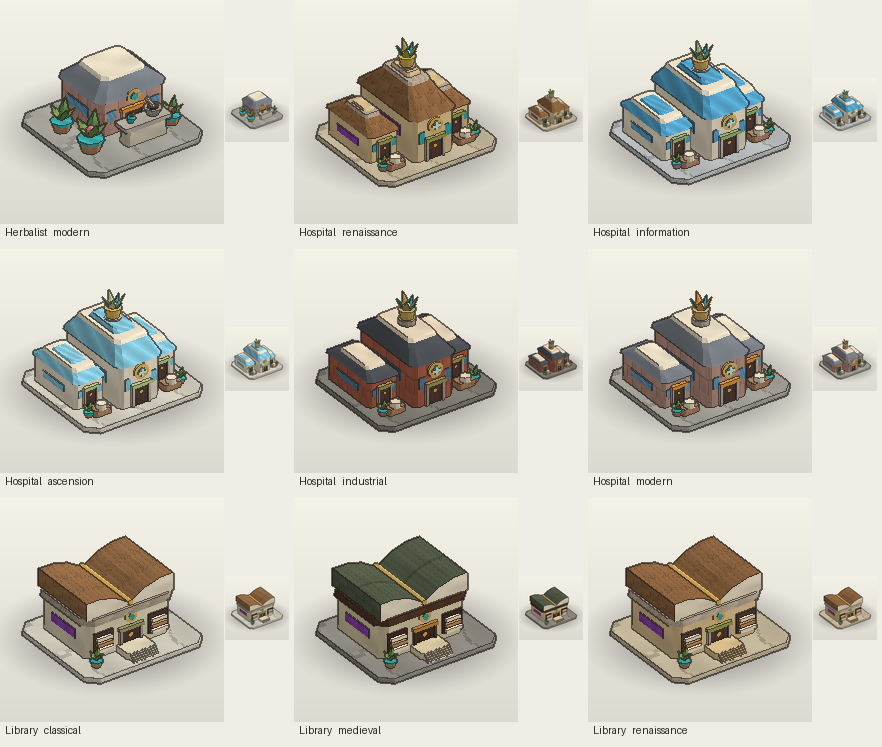 Herbalist modern
Hospital renaissance
Hospital information
Hospital ascension
Hospital industrial
Hospital modern
Library classical
Library medieval
Library renaissance